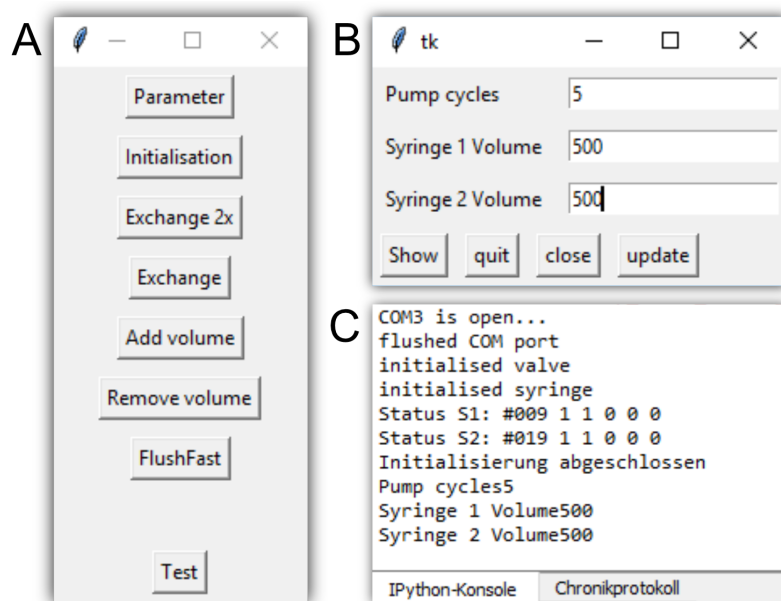 A
Parameter
Initialisation
Exchange 2x
Exchange
Add volume
Remove volume
FlushFast
Test
B
tk
Pump cycles 5
Syringe 1 Volume 500
Syringe 2 Volume 500
Show quit close update
C
COM3 is open...
flushed COM port
initialised valve
initialised syringe
Status S1: #009 1 1 0 0 0
Status S2: #019 1 1 0 0 0
Initialisierung abgeschlossen
Pump cycles5
Syringe 1 Volume500
Syringe 2 Volume500
IPython-Konsole Chronikprotokoll